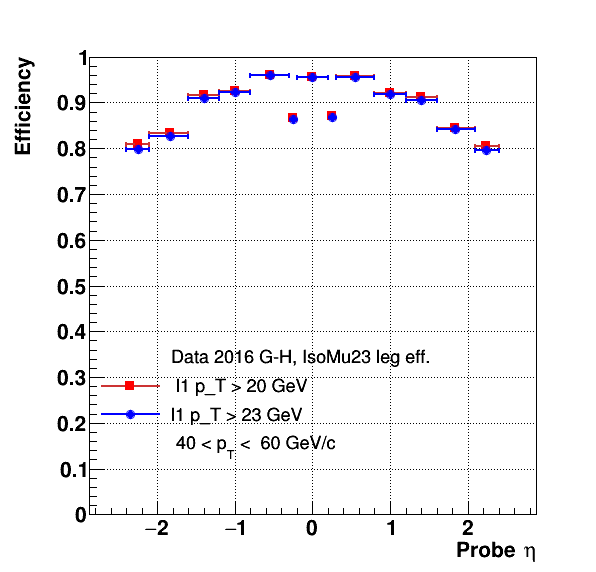 Efficiency
1
0.9
0.8
0.7
0.6
0.5
0.4
0.3
0.2
0.1
0
Data 2016 G-H, IsoMu23 leg eff.
l1 p_T > 20 GeV
l1 p_T > 23 GeV
40 < p_T < 60 GeV/c
−2 −1 0 1 2
Probe η